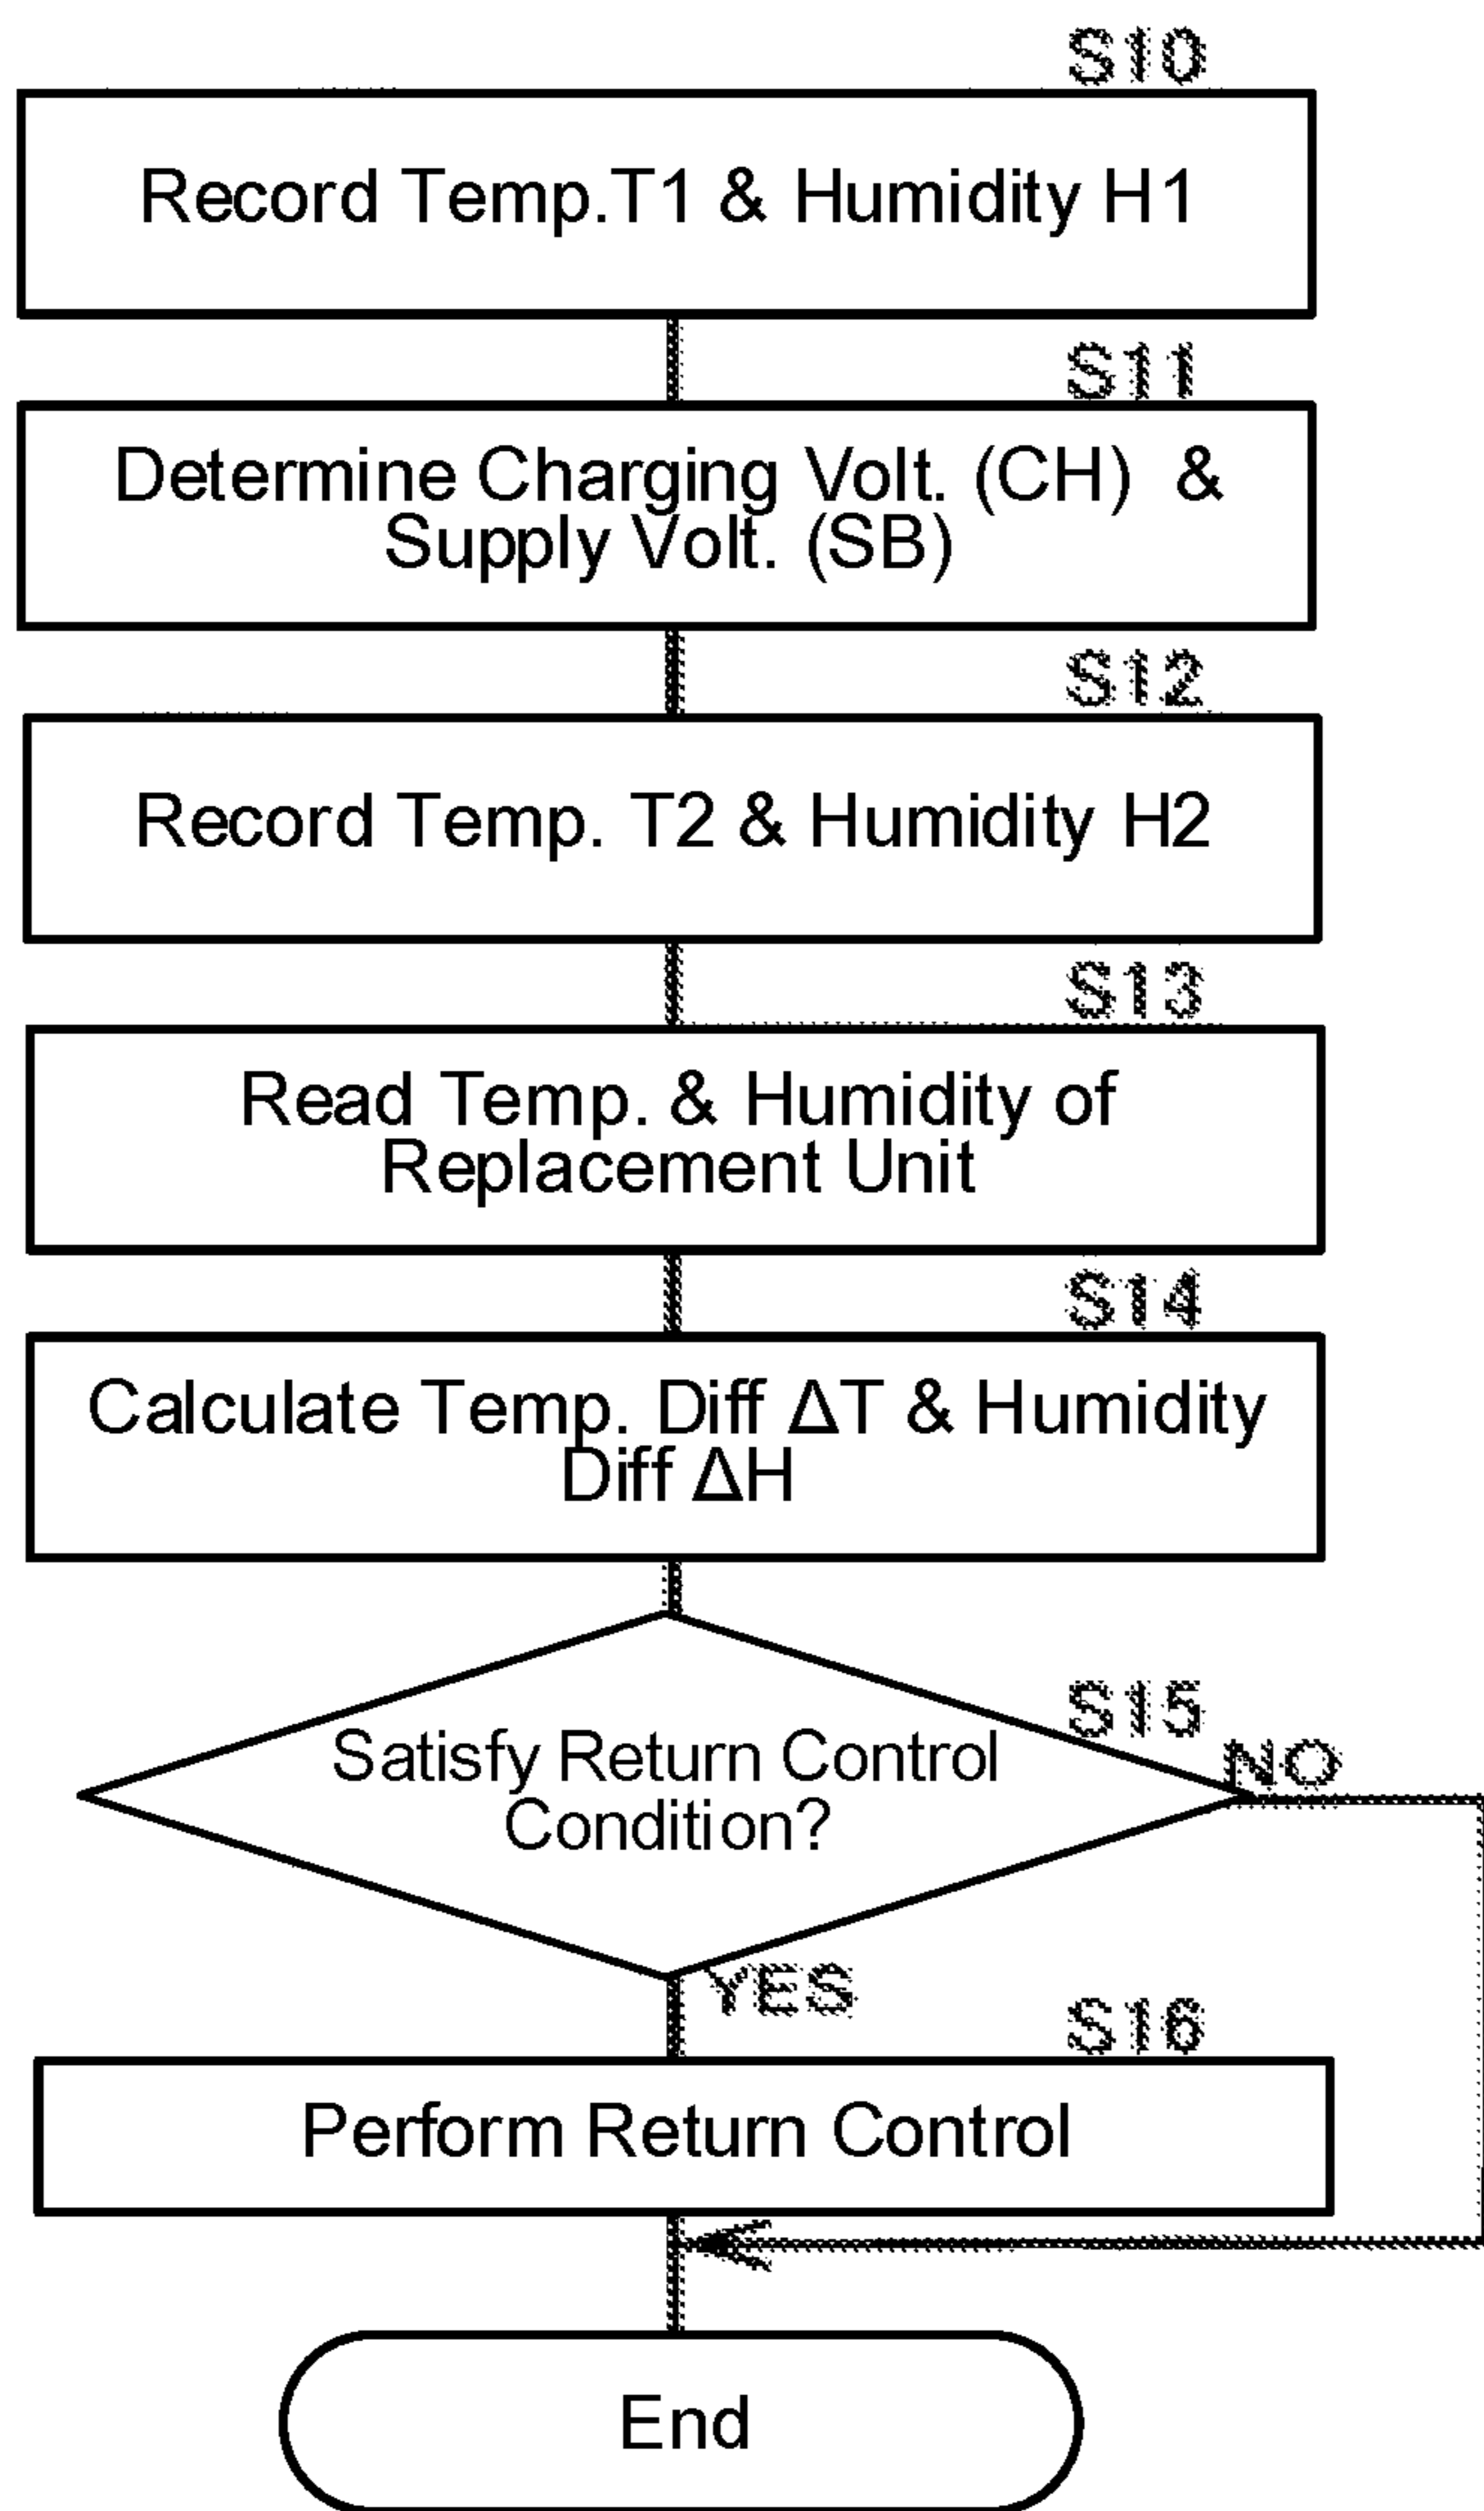 S10
Record Temp.T1 & Humidity H1
S11
Determine Charging Volt. (CH) &
Supply Volt. (SB)
S12
Record Temp. T2 & Humidity H2
S13
Read Temp. & Humidity of
Replacement Unit
S14
Calculate Temp. Diff ΔT & Humidity
Diff ΔH
S15
Satisfy Return Control
Condition?
NO
YES
S16
Perform Return Control
End